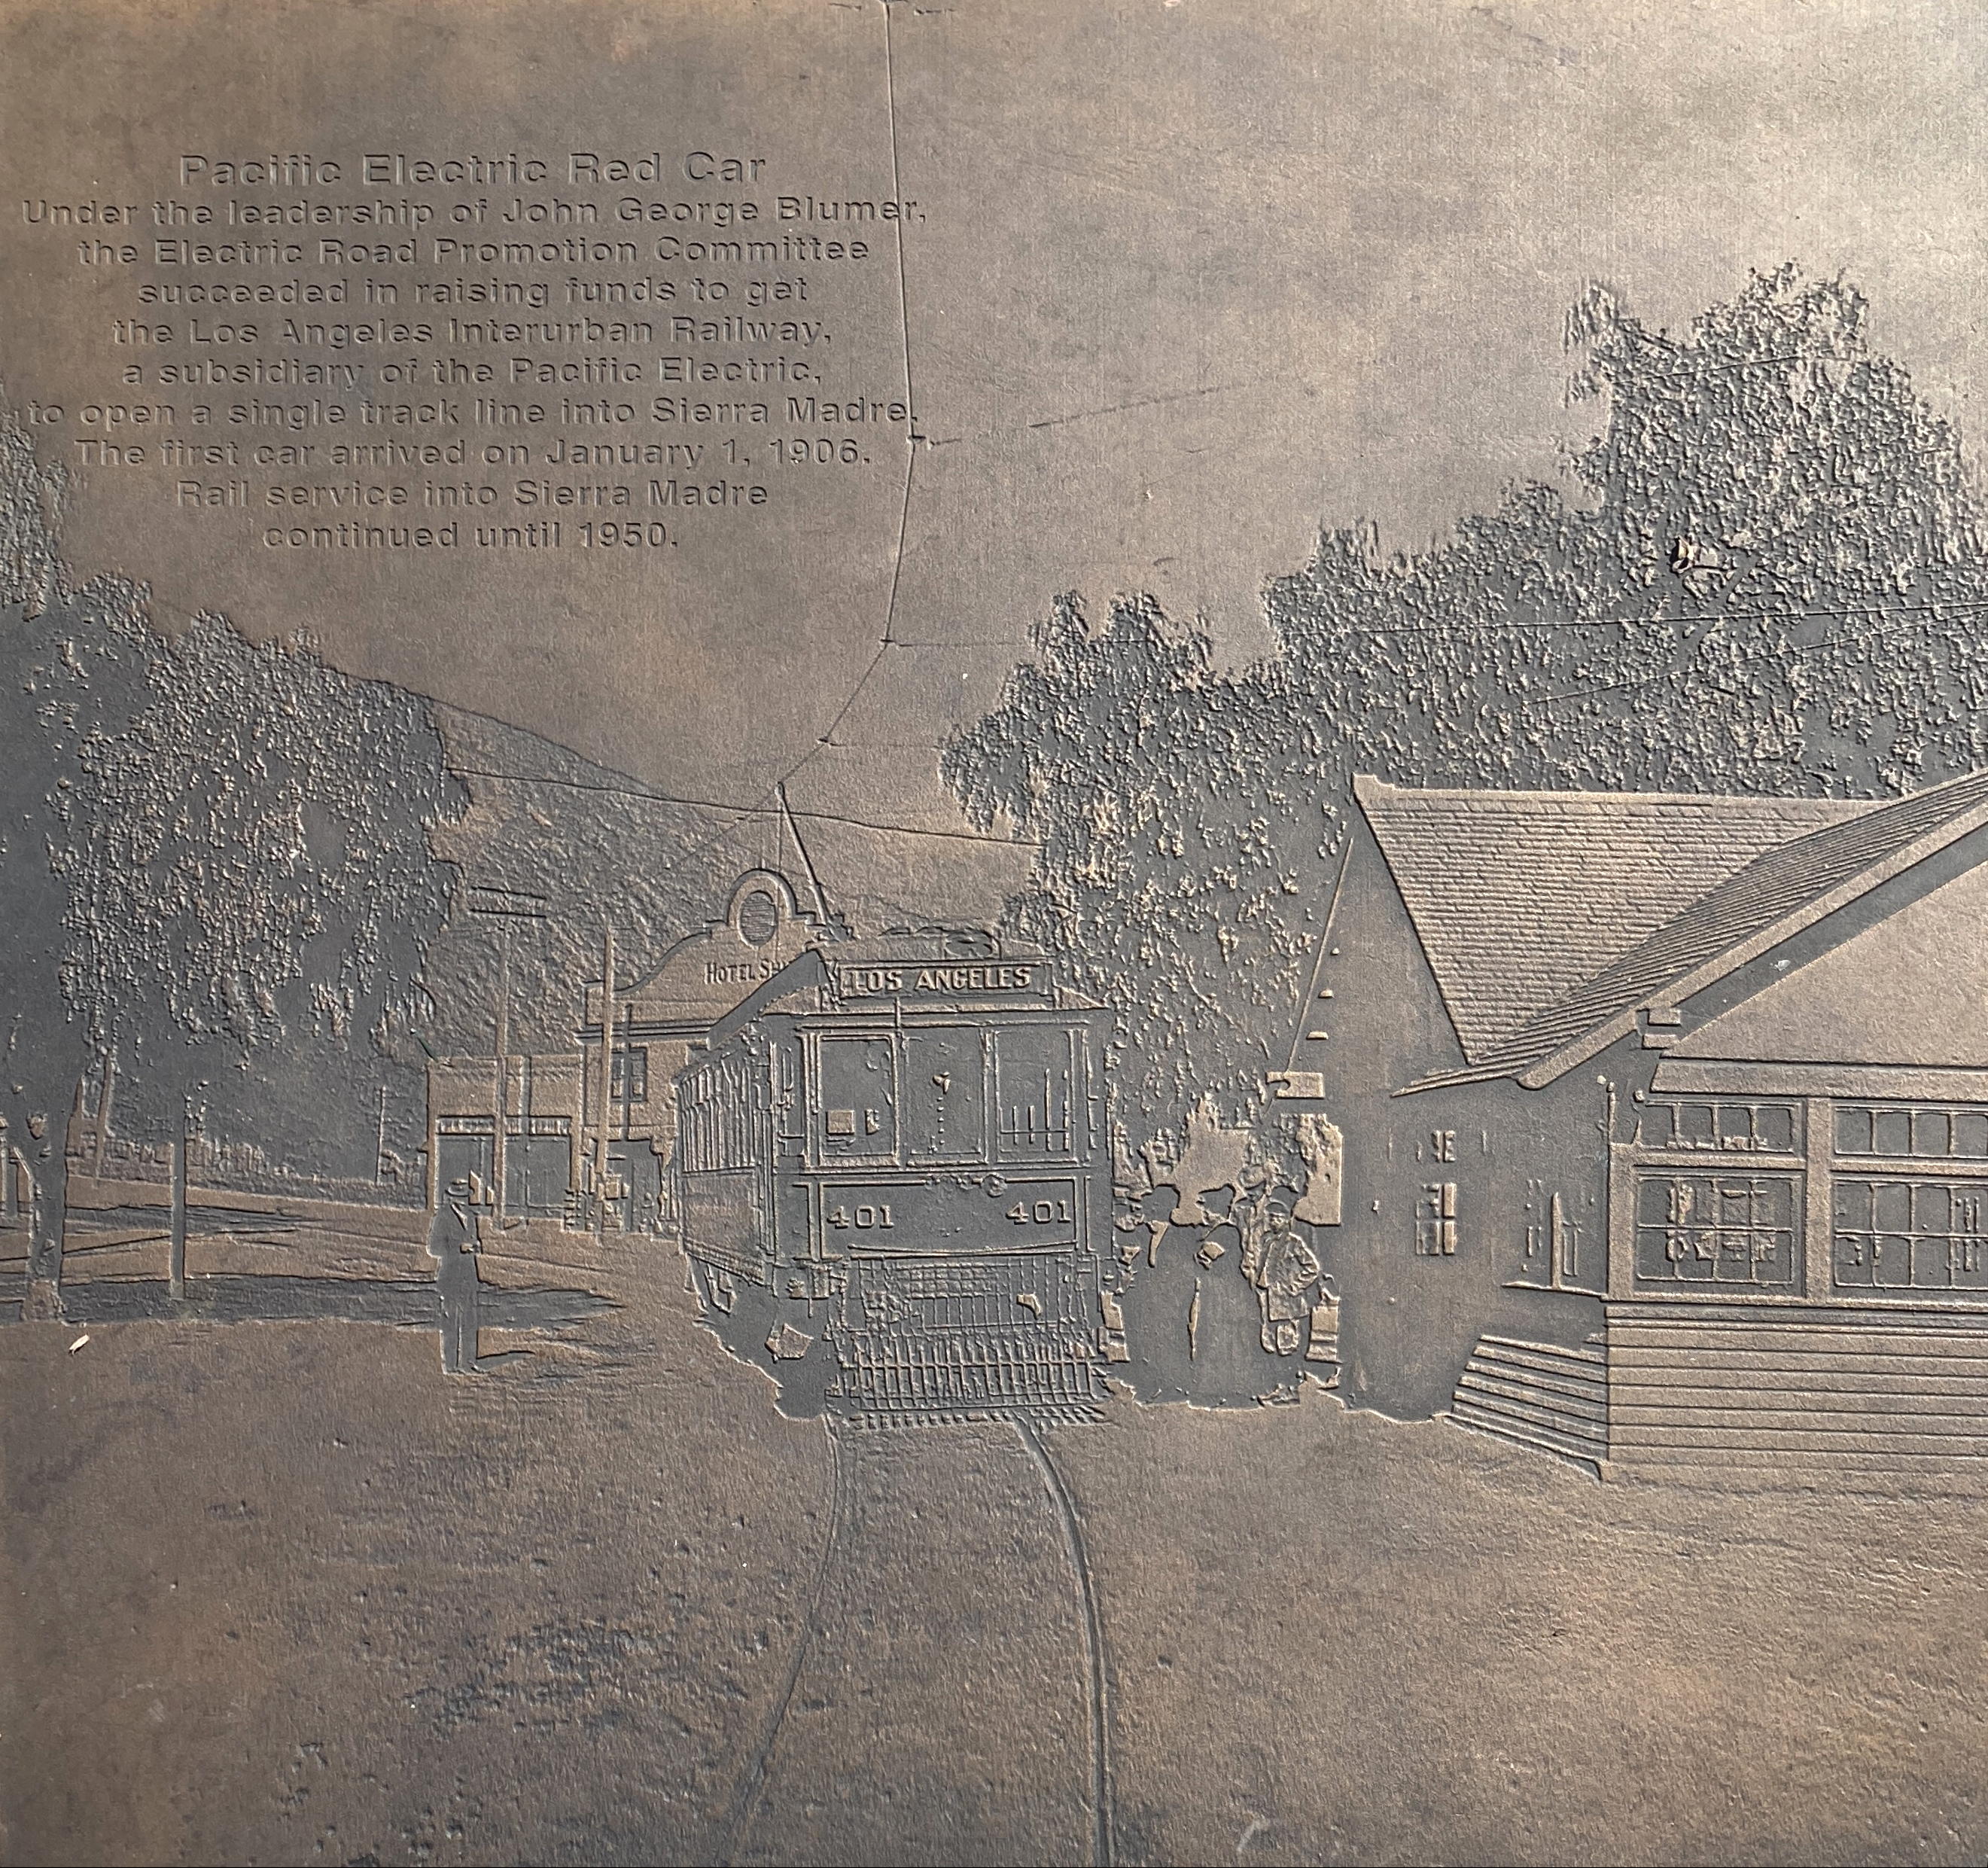 Pacific Electric Red Car
Under the leadership of John George Blumer,
the Electric Road Promotion Committee
succeeded in raising funds to get
the Los Angeles Interurban Railway,
a subsidiary of the Pacific Electric,
to open a single track line into Sierra Madre.
The first car arrived on January 1, 1906.
Rail service into Sierra Madre
continued until 1950.
HOTEL
LOS ANGELES
401 401